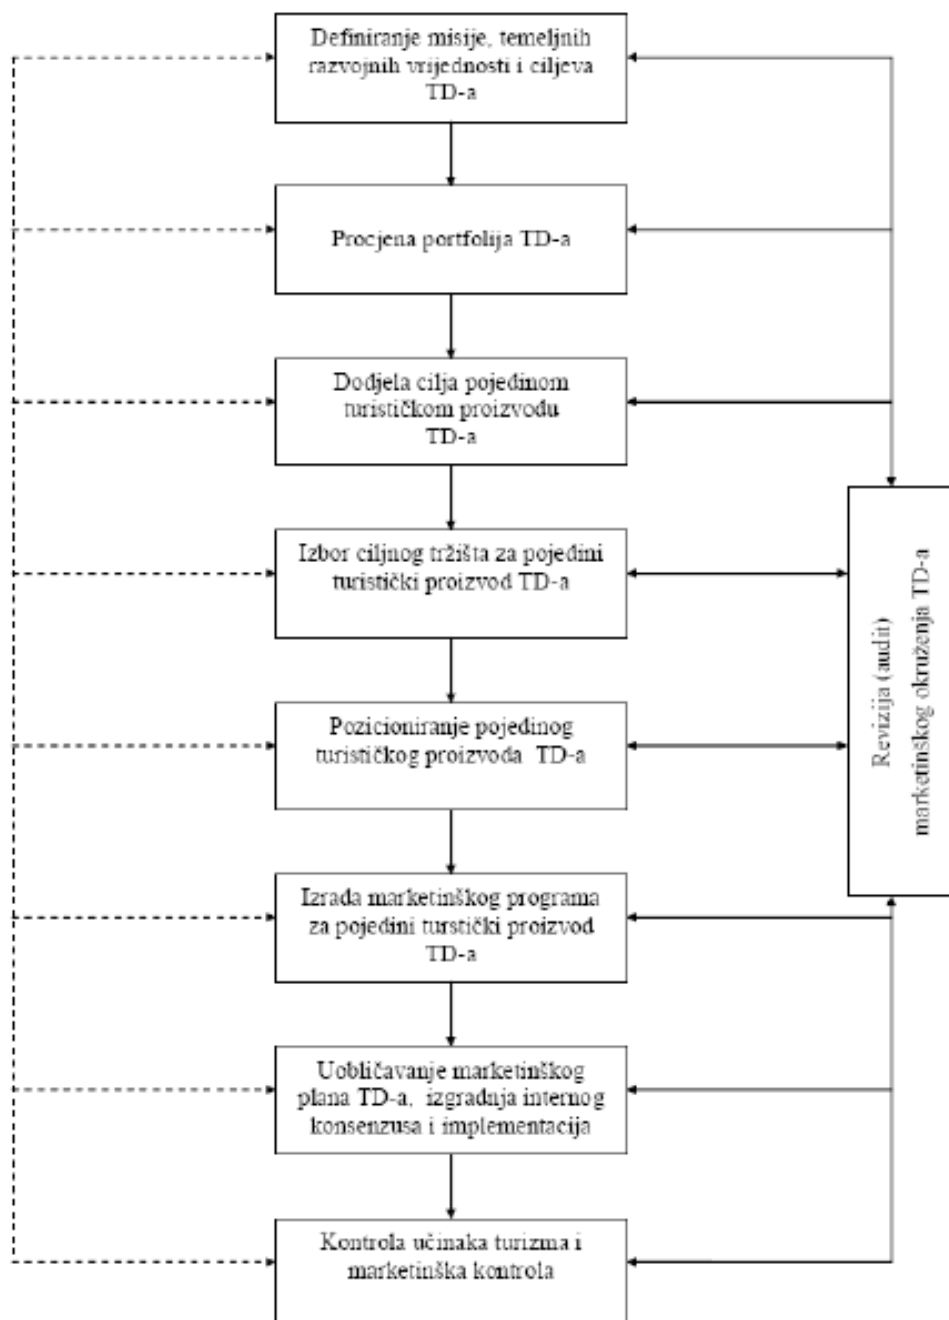 Definiranje misije, temeljnih
razvojnih vrijednosti i ciljeva
TD-a
Procjena portfolija TD-a
Dodjela cilja pojedinom
turističkom proizvodu
TD-a
Izbor ciljnog tržišta za pojedini
turistički proizvod TD-a
Pozicioniranje pojedinog
turističkog proizvoda TD-a
Izrada marketinškog programa
za pojedini turstički proizvod
TD-a
Uobličavanje marketinškog
plana TD-a, izgradnja internog
konsenzusa i implementacija
Kontrola učinaka turizma i
marketinška kontrola
Revizija (audit)
marketinškog okruženja TD-a